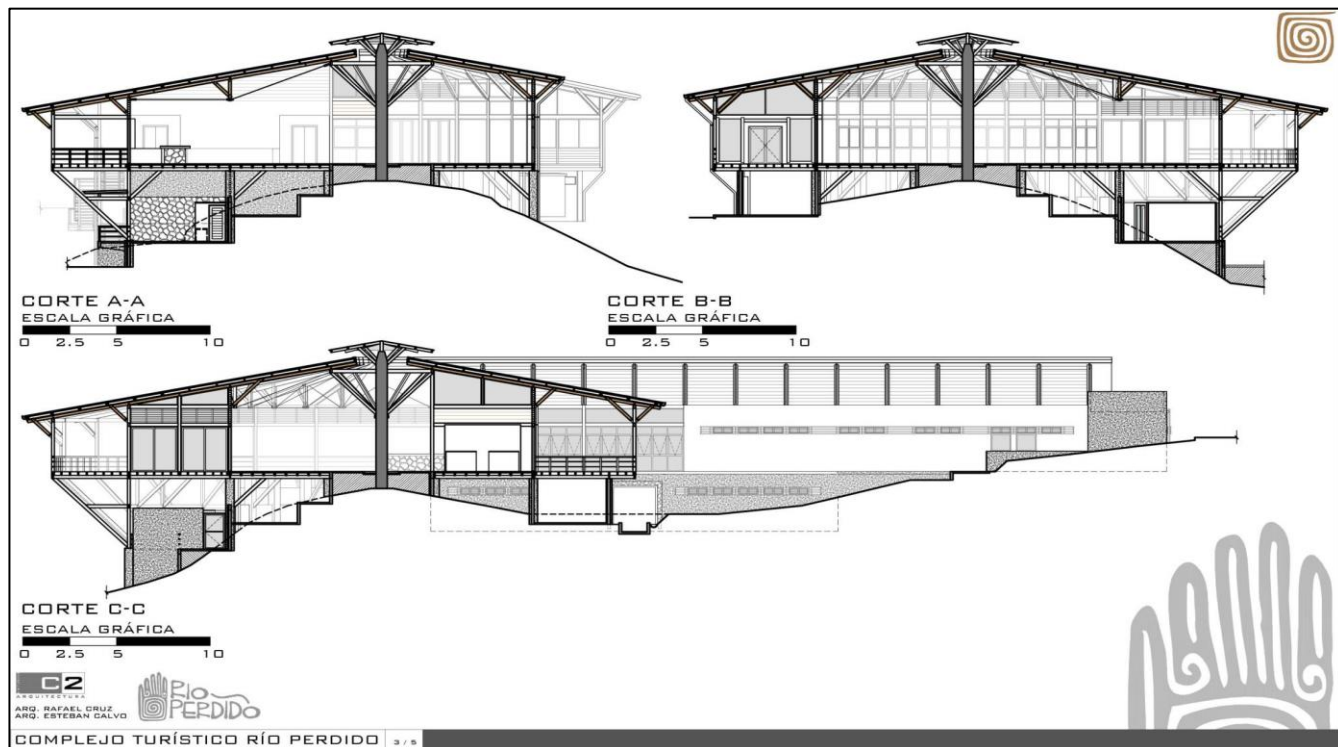 CORTE A-A
ESCALA GRÁFICA
0 2.5 5 10
CORTE B-B
ESCALA GRÁFICA
0 2.5 5 10
CORTE C-C
ESCALA GRÁFICA
0 2.5 5 10
C2
ARQUITECTURA
ARQ. RAFAEL CRUZ
ARQ. ESTEBAN CALVO
RIO
PERDIDO
COMPLEJO TURÍSTICO RÍO PERDIDO 3 / 5